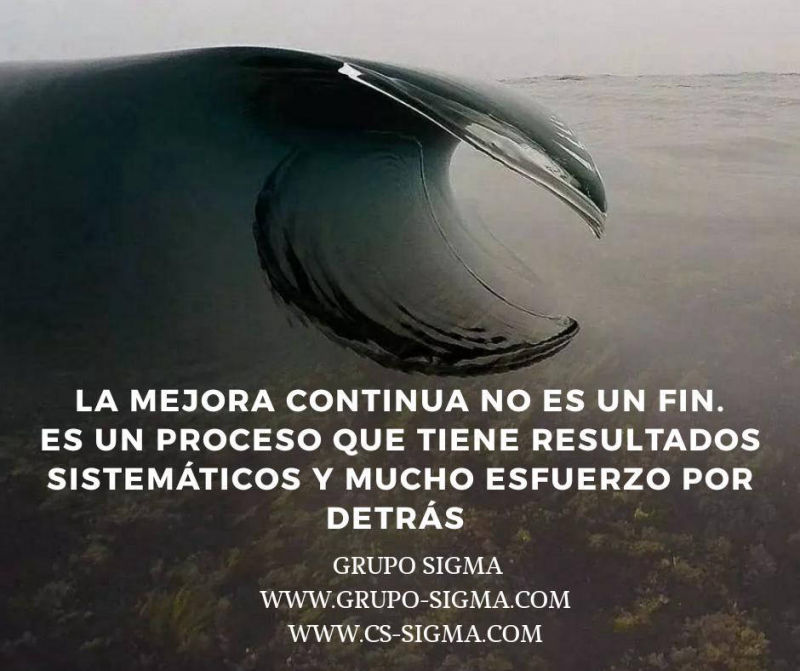 LA MEJORA CONTINUA NO ES UN FIN.
ES UN PROCESO QUE TIENE RESULTADOS
SISTEMÁTICOS Y MUCHO ESFUERZO POR
DETRÁS
GRUPO SIGMA
WWW.GRUPO-SIGMA.COM
WWW.CS-SIGMA.COM